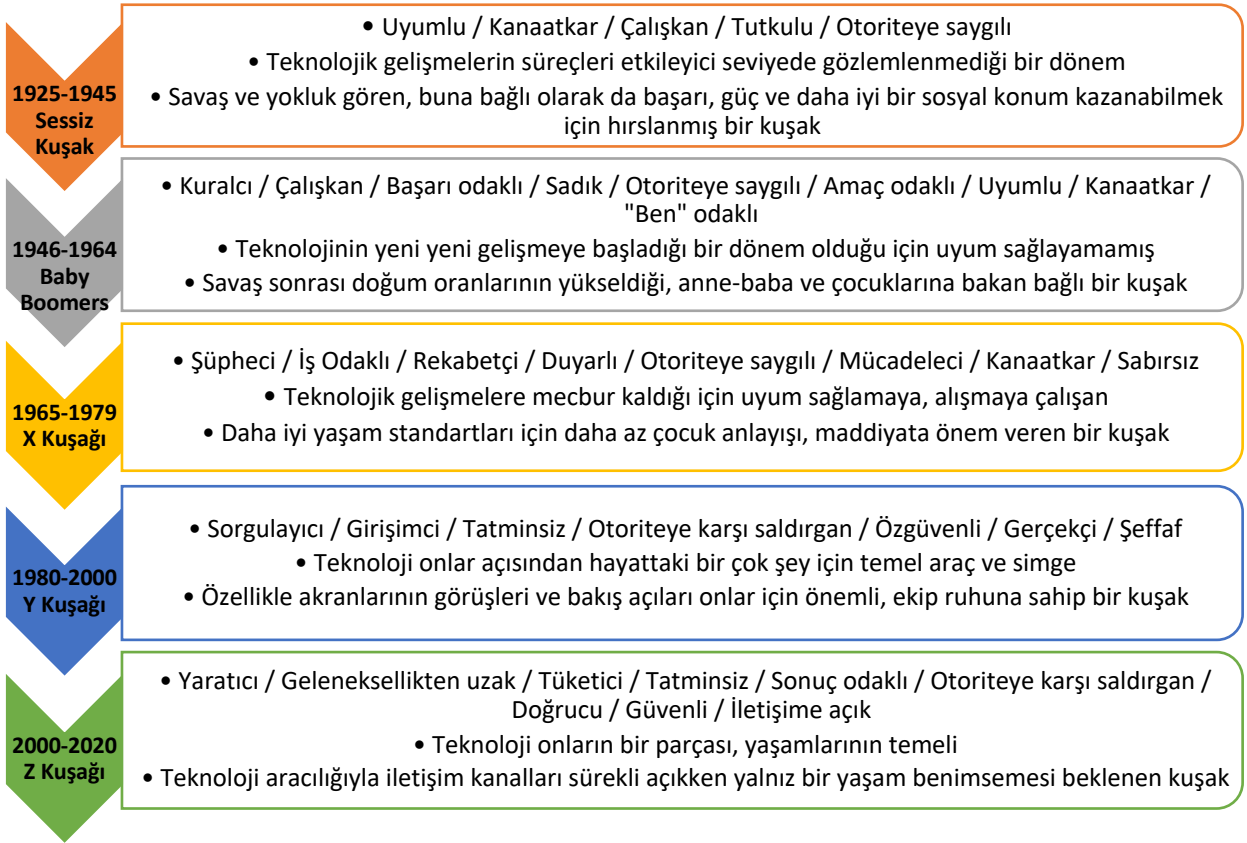 1925-1945
Sessiz
Kuşak
• Uyumlu / Kanaatkar / Çalışkan / Tutkulu / Otoriteye saygılı
• Teknolojik gelişmelerin süreçleri etkileyici seviyede gözlemlenmediği bir dönem
• Savaş ve yokluk gören, buna bağlı olarak da başarı, güç ve daha iyi bir sosyal konum kazanabilmek
için hırslanmış bir kuşak
1946-1964
Baby
Boomers
• Kuralcı / Çalışkan / Başarı odaklı / Sadık / Otoriteye saygılı / Amaç odaklı / Uyumlu / Kanaatkar /
"Ben" odaklı
• Teknolojinin yeni yeni gelişmeye başladığı bir dönem olduğu için uyum sağlayamamış
• Savaş sonrası doğum oranlarının yükseldiği, anne-baba ve çocuklarına bakan bağlı bir kuşak
1965-1979
X Kuşağı
• Şüpheci / İş Odaklı / Rekabetçi / Duyarlı / Otoriteye saygılı / Mücadeleci / Kanaatkar / Sabırsız
• Teknolojik gelişmelere mecbur kaldığı için uyum sağlamaya, alışmaya çalışan
• Daha iyi yaşam standartları için daha az çocuk anlayışı, maddiyata önem veren bir kuşak
1980-2000
Y Kuşağı
• Sorgulayıcı / Girişimci / Tatminsiz / Otoriteye karşı saldırgan / Özgüvenli / Gerçekçi / Şeffaf
• Teknoloji onlar açısından hayattaki bir çok şey için temel araç ve simge
• Özellikle akranlarının görüşleri ve bakış açıları onlar için önemli, ekip ruhuna sahip bir kuşak
2000-2020
Z Kuşağı
• Yaratıcı / Geleneksellikten uzak / Tüketici / Tatminsiz / Sonuç odaklı / Otoriteye karşı saldırgan /
Doğrucu / Güvenli / İletişime açık
• Teknoloji onların bir parçası, yaşamlarının temeli
• Teknoloji aracılığıyla iletişim kanalları sürekli açıkken yalnız bir yaşam benimsemesi beklenen kuşak